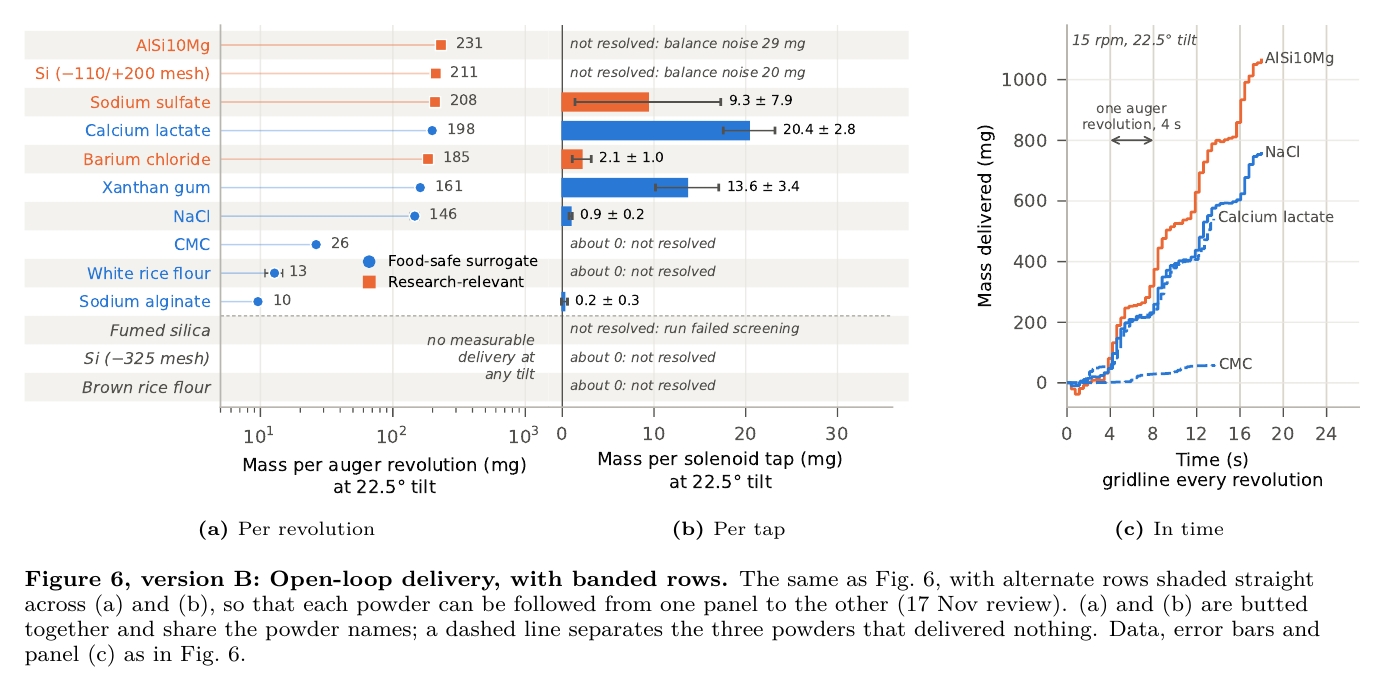 AlSi10Mg 231 not resolved: balance noise 29 mg
Si (−110/+200 mesh) 211 not resolved: balance noise 20 mg
Sodium sulfate 208 9.3 ± 7.9
Calcium lactate 198 20.4 ± 2.8
Barium chloride 185 2.1 ± 1.0
Xanthan gum 161 13.6 ± 3.4
NaCl 146 0.9 ± 0.2
CMC 26 about 0: not resolved
White rice flour 13 about 0: not resolved
Sodium alginate 10 0.2 ± 0.3
Fumed silica not resolved: run failed screening
Si (−325 mesh) about 0: not resolved
Brown rice flour about 0: not resolved
Food-safe surrogate
Research-relevant
no measurable
delivery at
any tilt
10¹ 10² 10³
Mass per auger revolution (mg)
at 22.5° tilt
0 10 20 30
Mass per solenoid tap (mg)
at 22.5° tilt
15 rpm, 22.5° tilt
one auger
revolution, 4 s
AlSi10Mg
NaCl
Calcium lactate
CMC
Mass delivered (mg)
1000
800
600
400
200
0
0 4 8 12 16 20 24
Time (s)
gridline every revolution
(a) Per revolution
(b) Per tap
(c) In time
Figure 6, version B: Open-loop delivery, with banded rows. The same as Fig. 6, with alternate rows shaded straight
across (a) and (b), so that each powder can be followed from one panel to the other (17 Nov review). (a) and (b) are butted
together and share the powder names; a dashed line separates the three powders that delivered nothing. Data, error bars and
panel (c) as in Fig. 6.